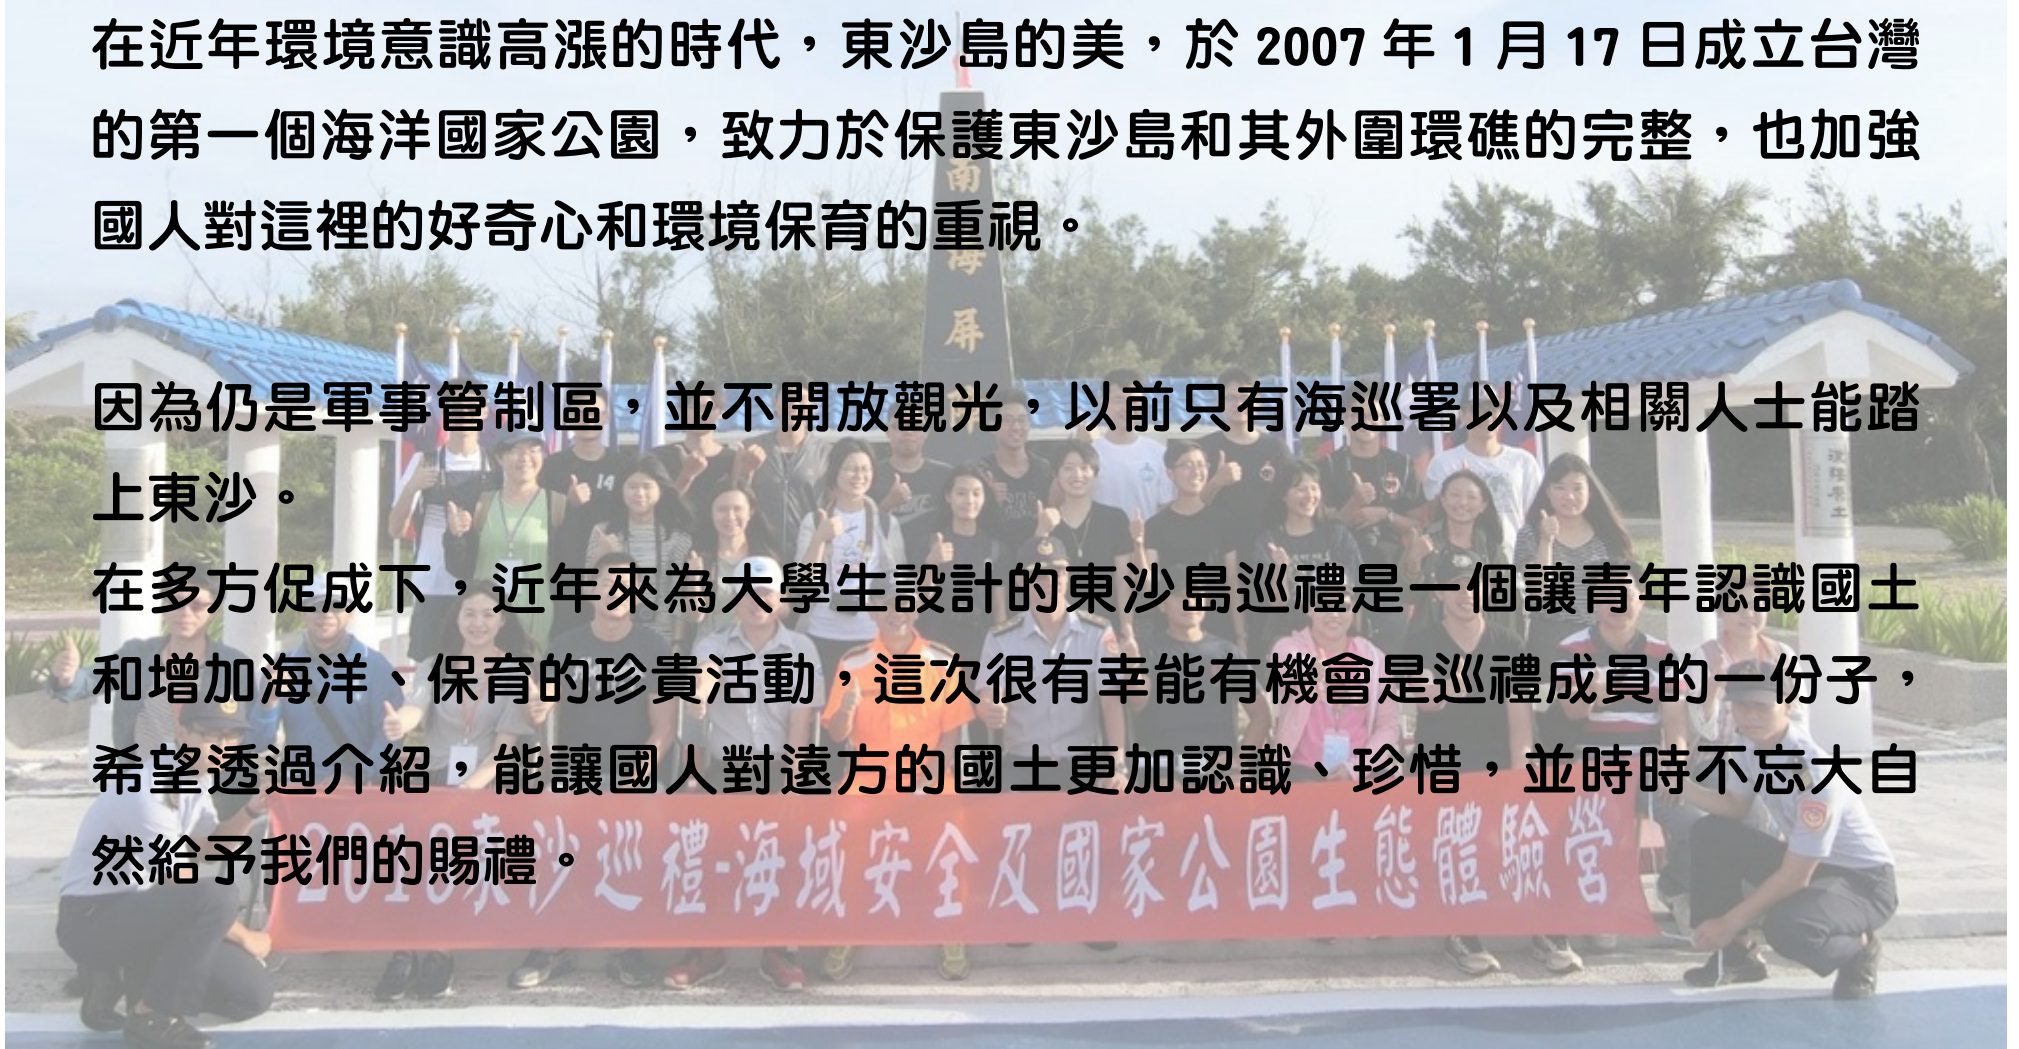 在近年環境意識高漲的時代，東沙島的美，於 2007 年 1 月 17 日成立台灣
的第一個海洋國家公園，致力於保護東沙島和其外圍環礁的完整，也加強
國人對這裡的好奇心和環境保育的重視。
南海屏
因為仍是軍事管制區，並不開放觀光，以前只有海巡署以及相關人士能踏
上東沙。
在多方促成下，近年來為大學生設計的東沙島巡禮是一個讓青年認識國土
和增加海洋、保育的珍貴活動，這次很有幸能有機會是巡禮成員的一份子，
希望透過介紹，能讓國人對遠方的國土更加認識、珍惜，並時時不忘大自
然給予我們的賜禮。
14
東沙巡禮-海域安全及國家公園生態體驗營